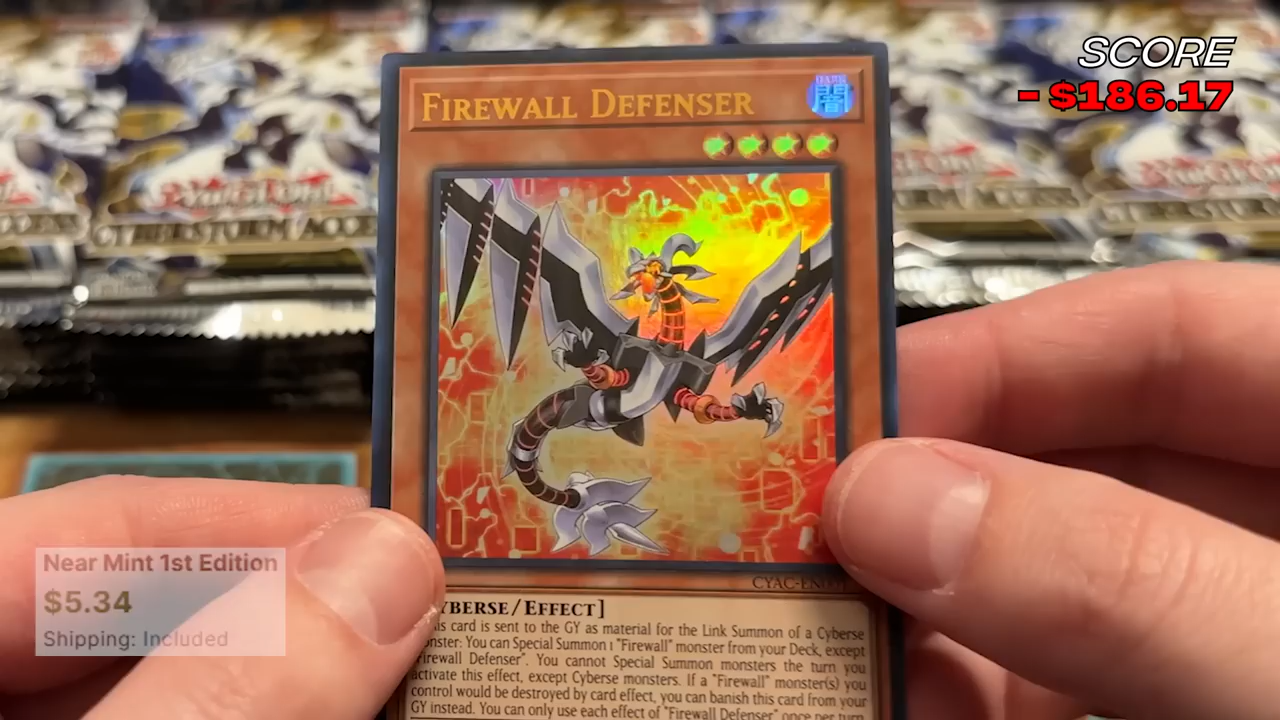 SCORE
- $186.17
FIREWALL DEFENSER
DARK
闇
CYBERSTORM ACCE
CYAC-EN0
YBERSE/EFFECT]
is card is sent to the GY as material for the Link Summon of a Cyberse
nster: You can Special Summon 1 "Firewall" monster from your Deck, except
Firewall Defenser". You cannot Special Summon monsters the turn you
activate this effect, except Cyberse monsters. If a "Firewall" monster(s) you
control would be destroyed by card effect, you can banish this card from your
GY instead. You can only use each effect of "Firewall Defenser" once per turn
Near Mint 1st Edition
$5.34
Shipping: Included